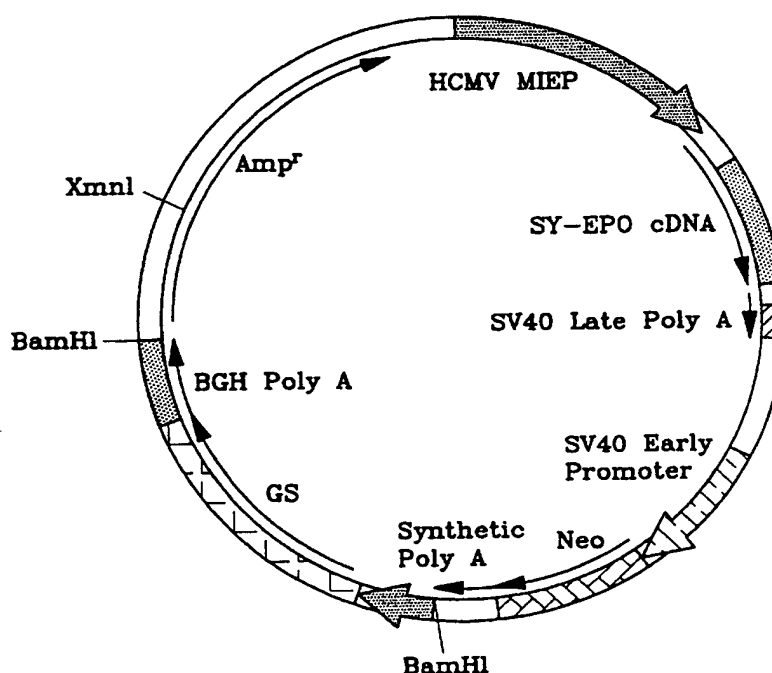 HCMV MIEP
Ampʳ
XmnI
SY-EPO cDNA
SV40 Late Poly A
BamHI
BGH Poly A
SV40 Early
Promoter
GS
Synthetic
Poly A
Neo
BamHI